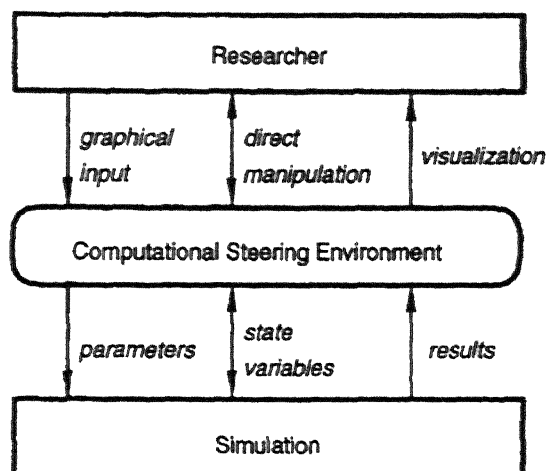 Researcher
graphical
input
direct
manipulation
visualization
Computational Steering Environment
parameters
state
variables
results
Simulation